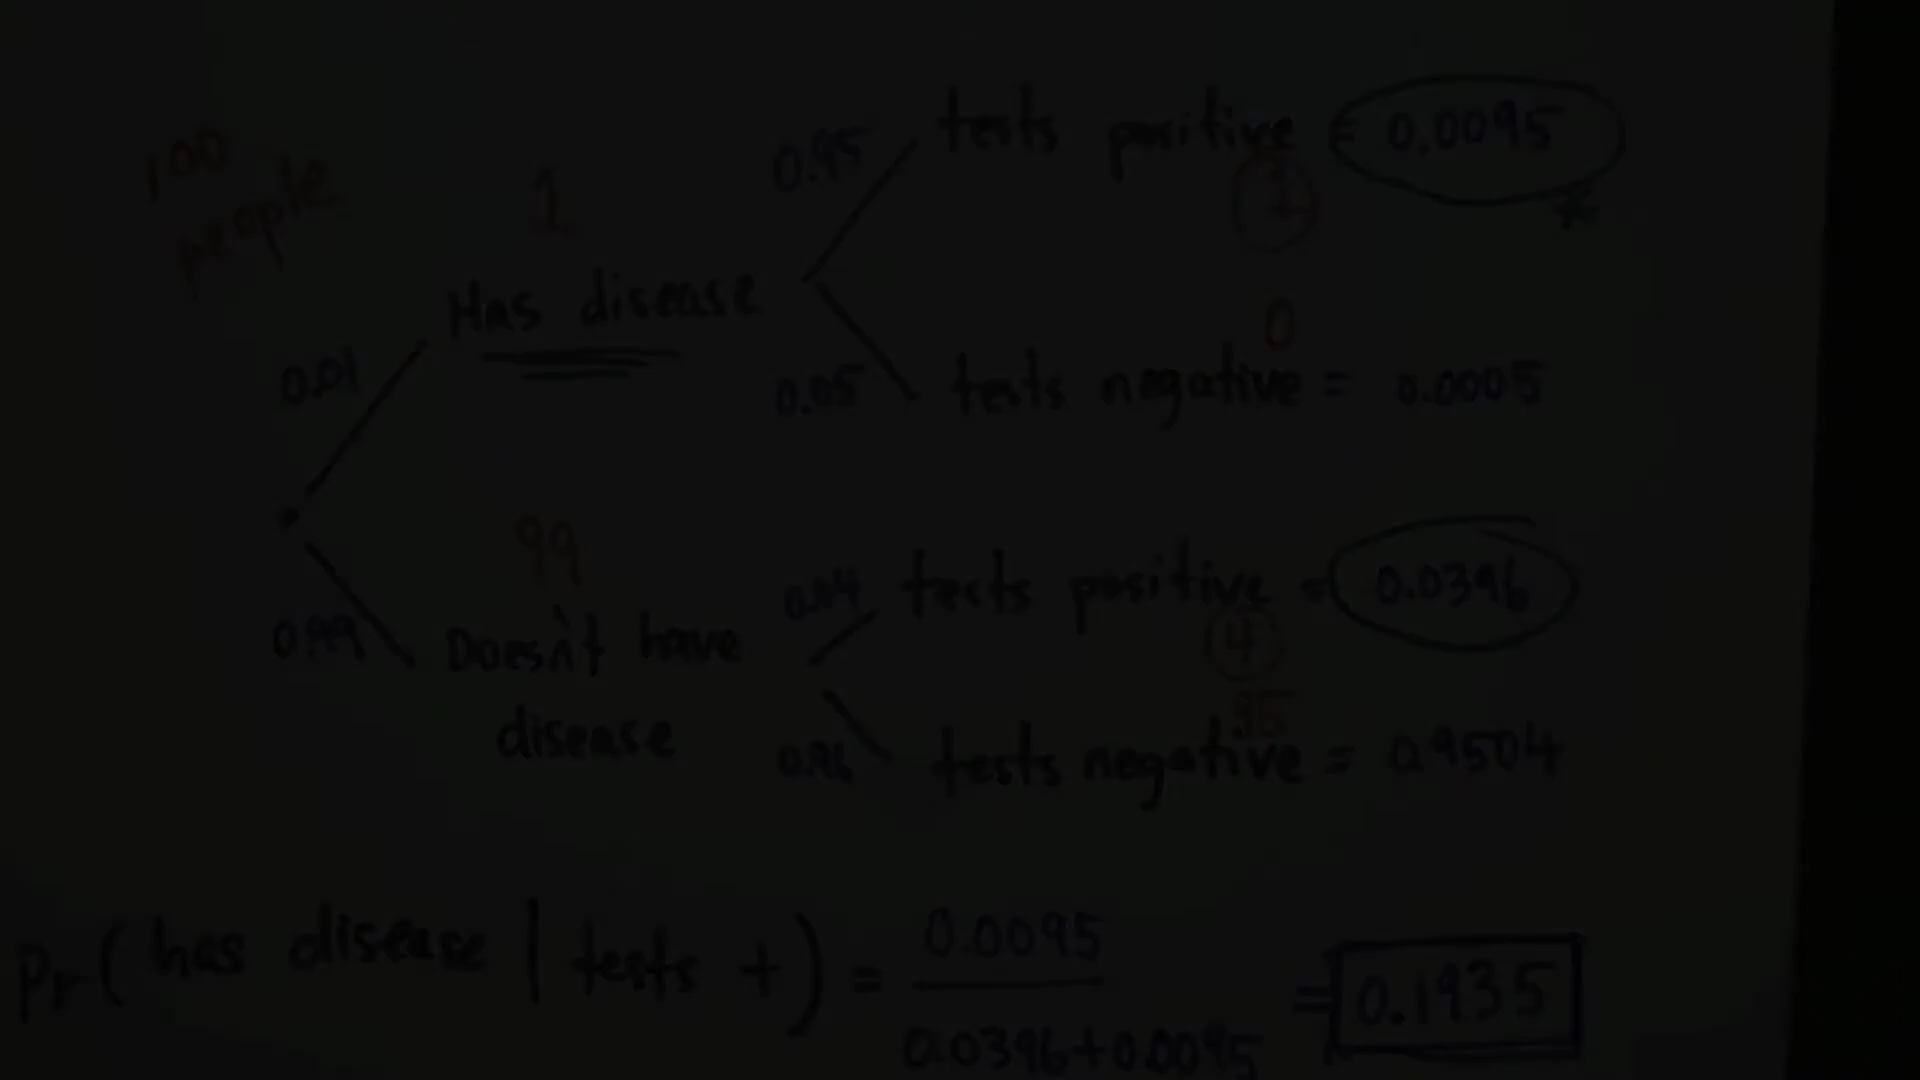 100 people
1
0.95
tests positive = 0.0095
1
*
Has disease
0.01
0
0.05
tests negative = 0.0005
99
0.04
tests positive = 0.0396
4
0.99
Doesn't have
disease
95
0.96
tests negative = 0.9504
Pr( has disease | tests + ) = 0.0095
0.0396+0.0095
= 0.1935